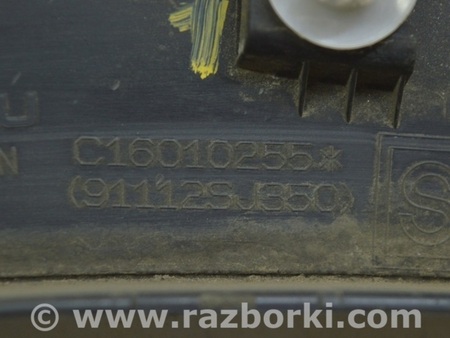 U
N
C16010255*
(91112SJ350)
S
© www.razborki.com